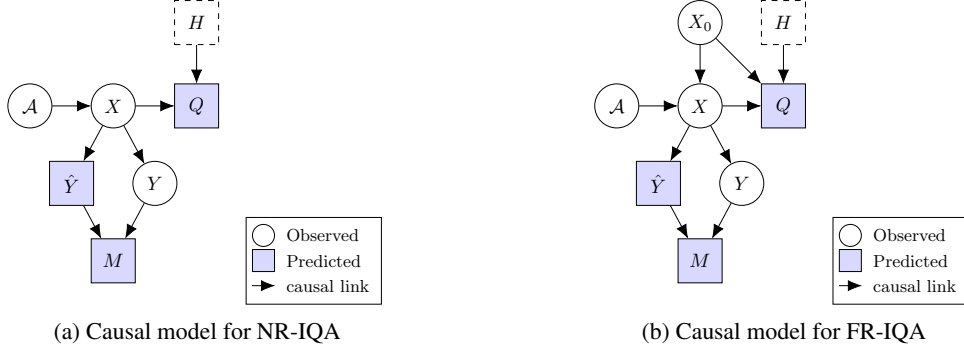 H
𝒜
X
Q
Ŷ
Y
M
Observed
Predicted
causal link
(a) Causal model for NR-IQA
X₀
H
𝒜
X
Q
Ŷ
Y
M
Observed
Predicted
causal link
(b) Causal model for FR-IQA